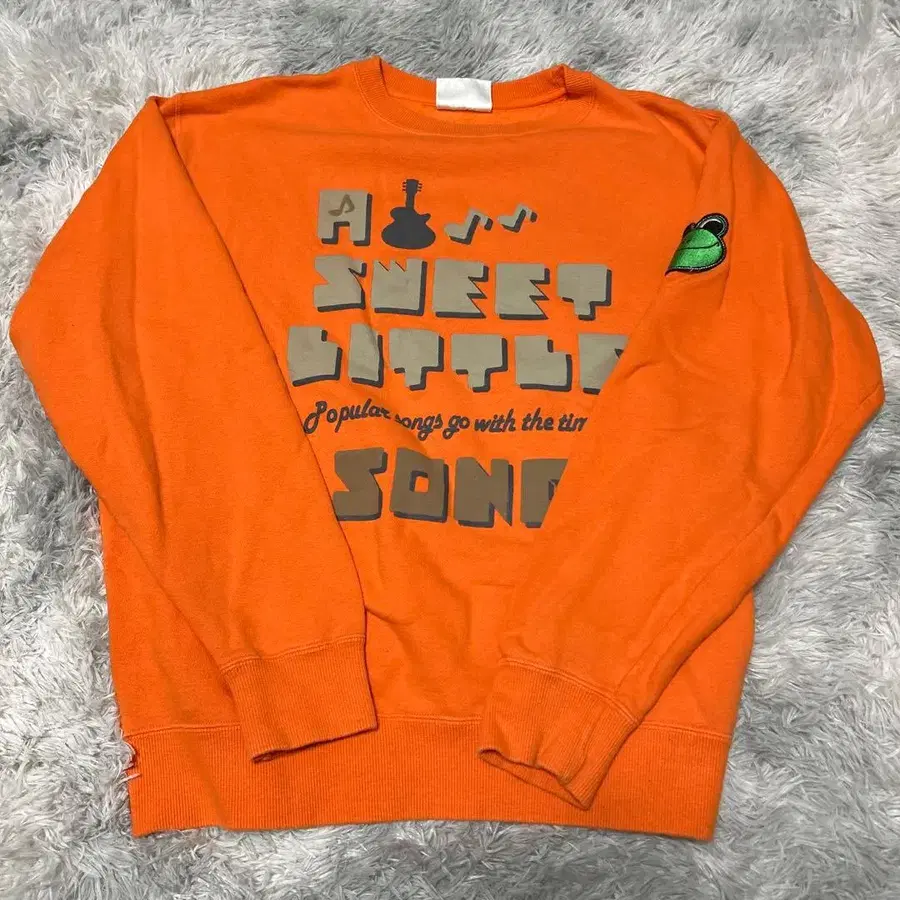 A
SWEET
LITTLE
Popular songs go with the tim
SONG